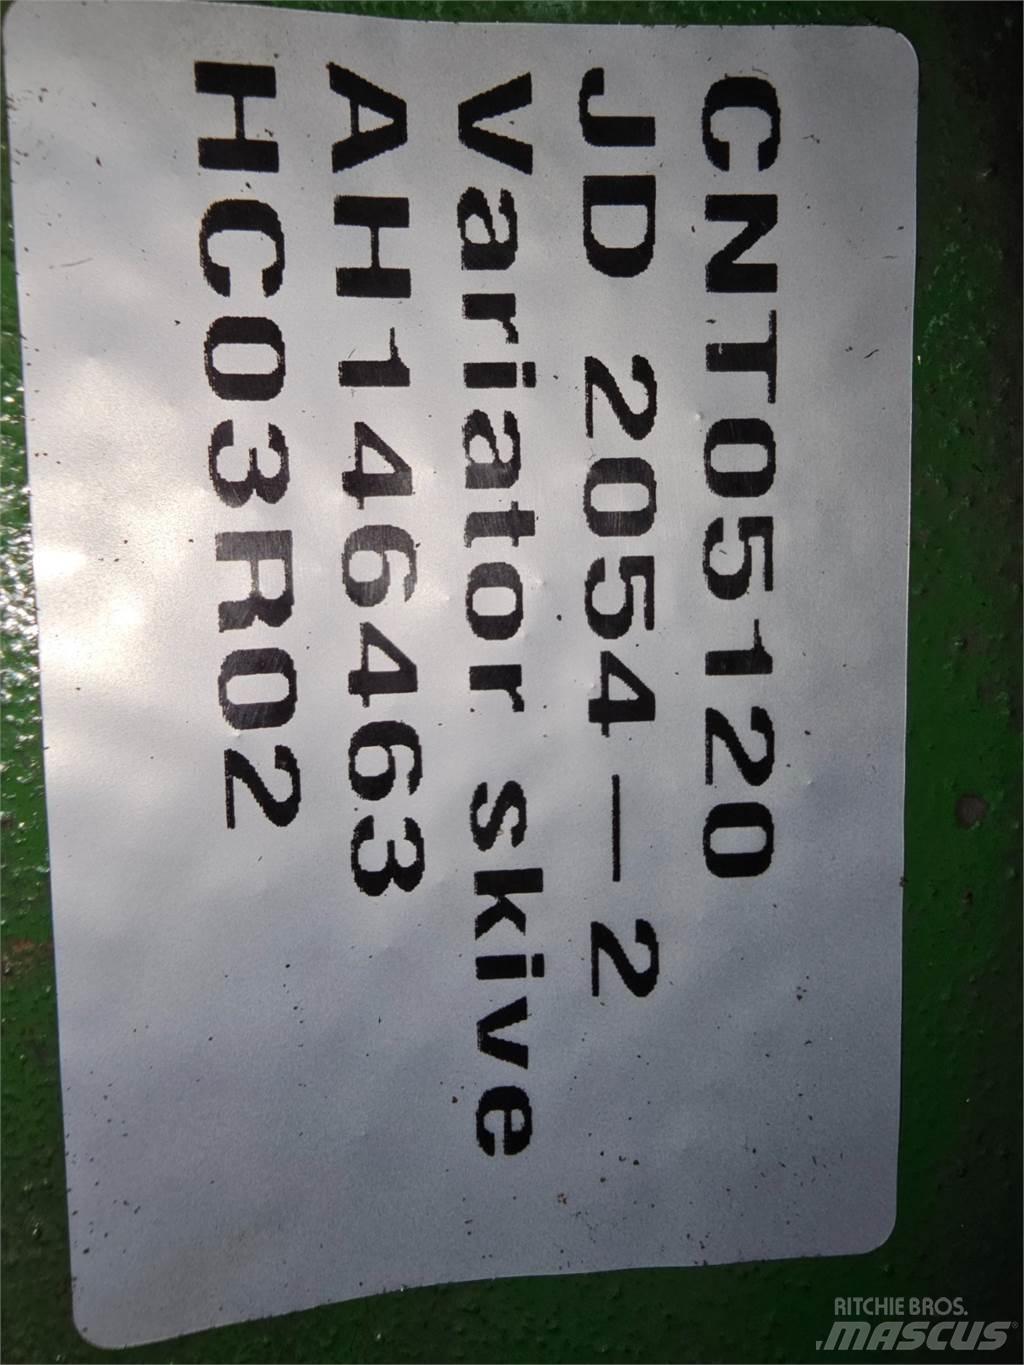 CNT05120
JD 2054-2
Variator skive
AH146463
HC03R02
RITCHIE BROS.
MASCUS